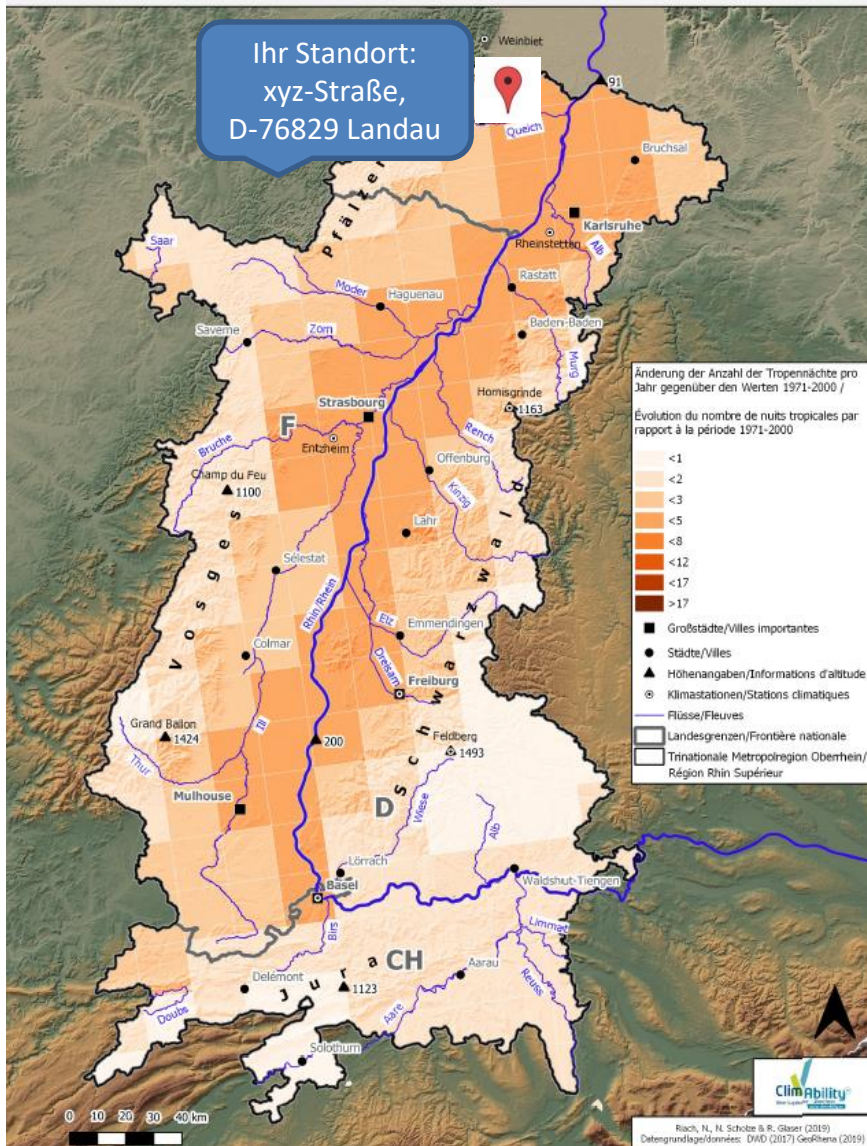 Weinbiet
Ihr Standort:
xyz-Straße,
D-76829 Landau
91
Queich
Bruchsal
Pfälzer
Karlsruhe
Saar
Rheinstetten
Alb
Moder
Haguenau
Rastatt
Saverne
Zorn
Baden-Baden
Murg
Hornisgrinde
1163
Strasbourg
F
Bruche
Entzheim
Rench
Offenburg
Kinzig
Champ du Feu
1100
Lahr
Vosges
Schwarzwald
Sélestat
Rhin/Rhein
Elz
Emmendingen
Colmar
Dreisam
Freiburg
Grand Ballon
1424
Ill
200
Feldberg
1493
Thur
Mulhouse
D
Wiese
Alb
Lörrach
Basel
Waldshut-Tiengen
Birs
Limmat
CH
Delémont
Jura
1123
Aarau
Reuss
Doubs
Aare
Solothurn
Änderung der Anzahl der Tropennächte pro
Jahr gegenüber den Werten 1971-2000 /
Évolution du nombre de nuits tropicales par
rapport à la période 1971-2000
<1
<2
<3
<5
<8
<12
<17
>17
Großstädte/Villes importantes
Städte/Villes
Höhenangaben/Informations d'altitude
Klimastationen/Stations climatiques
Flüsse/Fleuves
Landesgrenzen/Frontière nationale
Trinationale Metropolregion Oberrhein/
Région Rhin Supérieur
0 10 20 30 40 km
ClimAbility
Riach, N., N. Scholze & R. Glaser (2019)
Datengrundlage/données: DWD (2017) GeoRhena (2019)